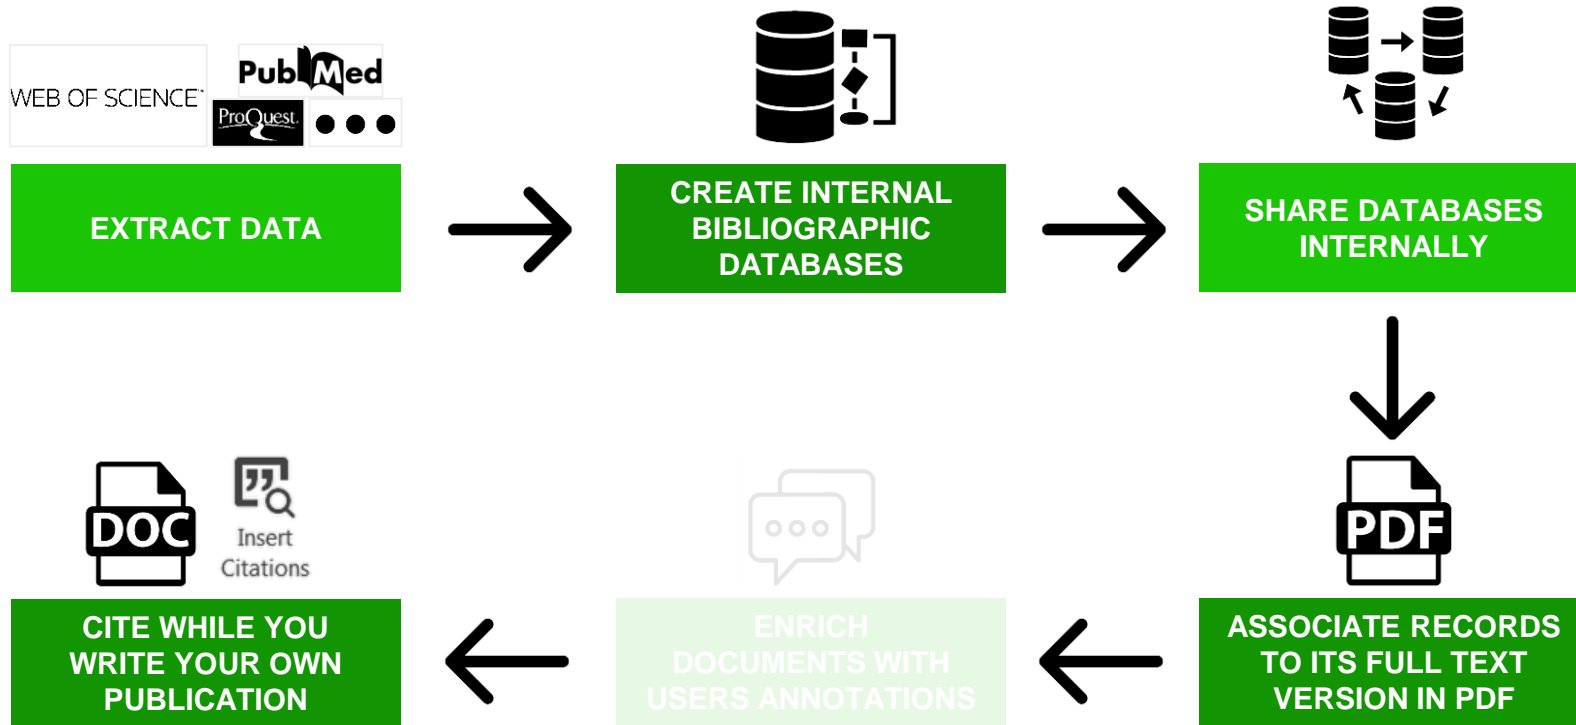 WEB OF SCIENCE™
PubMed
ProQuest.
EXTRACT DATA
CREATE INTERNAL
BIBLIOGRAPHIC
DATABASES
SHARE DATABASES
INTERNALLY
DOC
Insert
Citations
PDF
CITE WHILE YOU
WRITE YOUR OWN
PUBLICATION
ENRICH
DOCUMENTS WITH
USERS ANNOTATIONS
ASSOCIATE RECORDS
TO ITS FULL TEXT
VERSION IN PDF